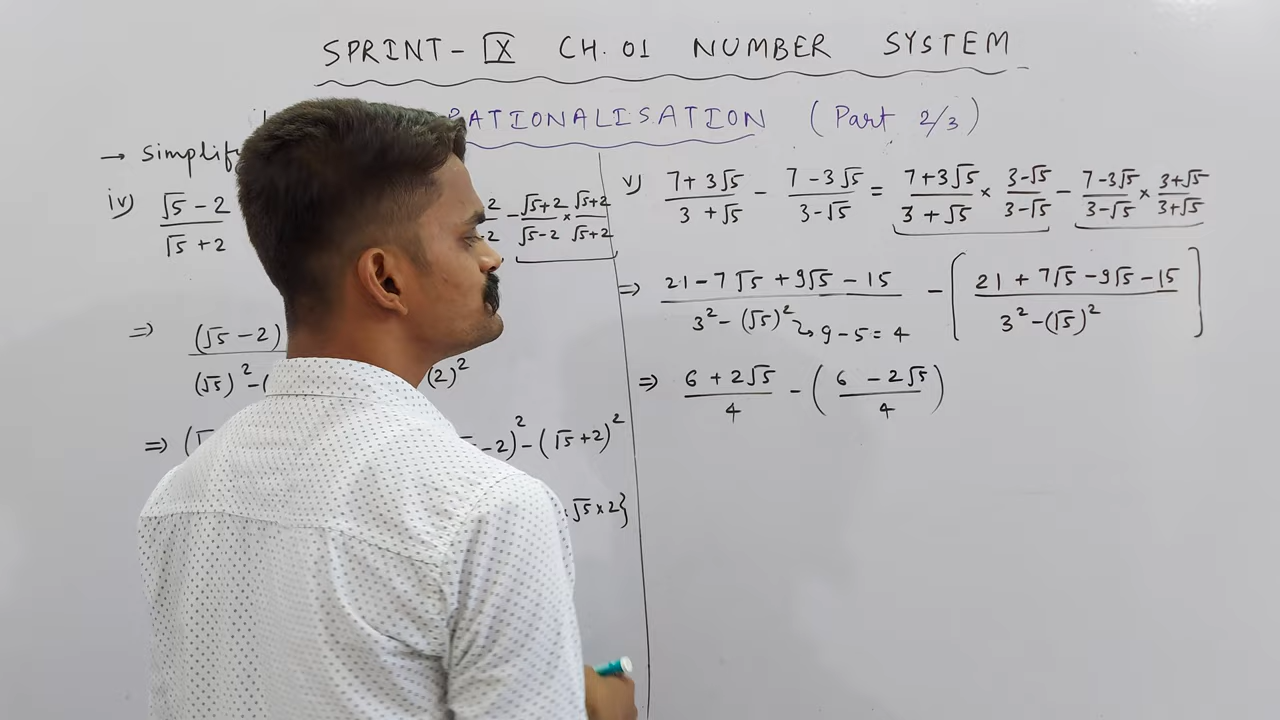 SPRINT- IX CH. 01 NUMBER SYSTEM
RATIONALISATION (Part 2/3)
→ Simplify
iv) (√5 - 2)/(√5 + 2) - (√5+2)/(√5-2) × (√5+2)/(√5+2)
⇒ (√5 - 2) / (√5)² - (2)²
⇒ -2)² - (√5+2)²
√5×2}
v) (7+3√5)/(3+√5) - (7-3√5)/(3-√5) = (7+3√5)/(3+√5) × (3-√5)/(3-√5) - (7-3√5)/(3-√5) × (3+√5)/(3+√5)
⇒ (21-7√5+9√5-15)/(3²-(√5)²) - [(21+7√5-9√5-15)/(3²-(√5)²)]
↳ 9-5=4
⇒ (6+2√5)/4 - ((6-2√5)/4)